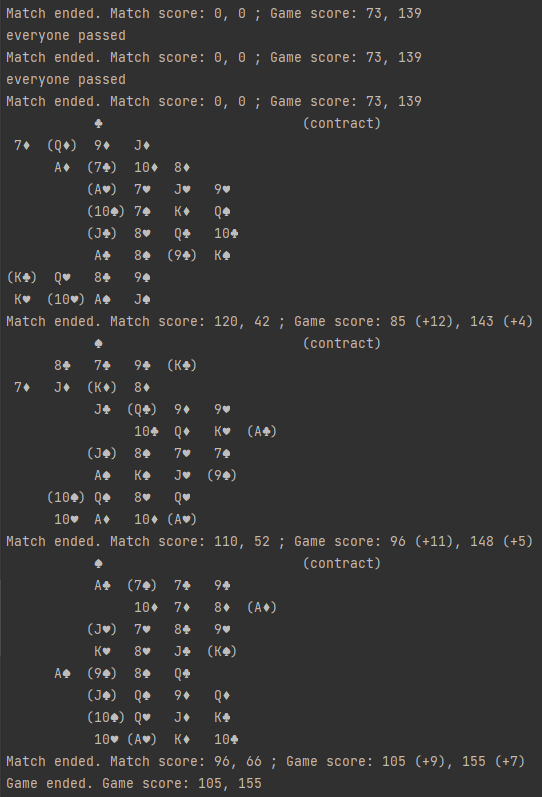 Match ended. Match score: 0, 0 ; Game score: 73, 139
everyone passed
Match ended. Match score: 0, 0 ; Game score: 73, 139
everyone passed
Match ended. Match score: 0, 0 ; Game score: 73, 139
♣ (contract)
7♦ (Q♦) 9♦ J♦
A♦ (7♣) 10♦ 8♦
(A♥) 7♥ J♥ 9♥
(10♠) 7♠ K♦ Q♠
(J♣) 8♥ Q♣ 10♣
A♣ 8♠ (9♣) K♠
(K♣) Q♥ 8♣ 9♠
K♥ (10♥) A♠ J♠
Match ended. Match score: 120, 42 ; Game score: 85 (+12), 143 (+4)
♠ (contract)
8♣ 7♣ 9♣ (K♣)
7♦ J♦ (K♦) 8♦
J♣ (Q♣) 9♦ 9♥
10♣ Q♦ K♥ (A♣)
(J♠) 8♠ 7♥ 7♠
A♠ K♠ J♥ (9♠)
(10♠) Q♠ 8♥ Q♥
10♥ A♦ 10♦ (A♥)
Match ended. Match score: 110, 52 ; Game score: 96 (+11), 148 (+5)
♠ (contract)
A♣ (7♠) 7♣ 9♣
10♦ 7♦ 8♦ (A♦)
(J♥) 7♥ 8♣ 9♥
K♥ 8♥ J♣ (K♠)
A♠ (9♠) 8♠ Q♣
(J♠) Q♠ 9♦ Q♦
(10♠) Q♥ J♦ K♣
10♥ (A♥) K♦ 10♣
Match ended. Match score: 96, 66 ; Game score: 105 (+9), 155 (+7)
Game ended. Game score: 105, 155